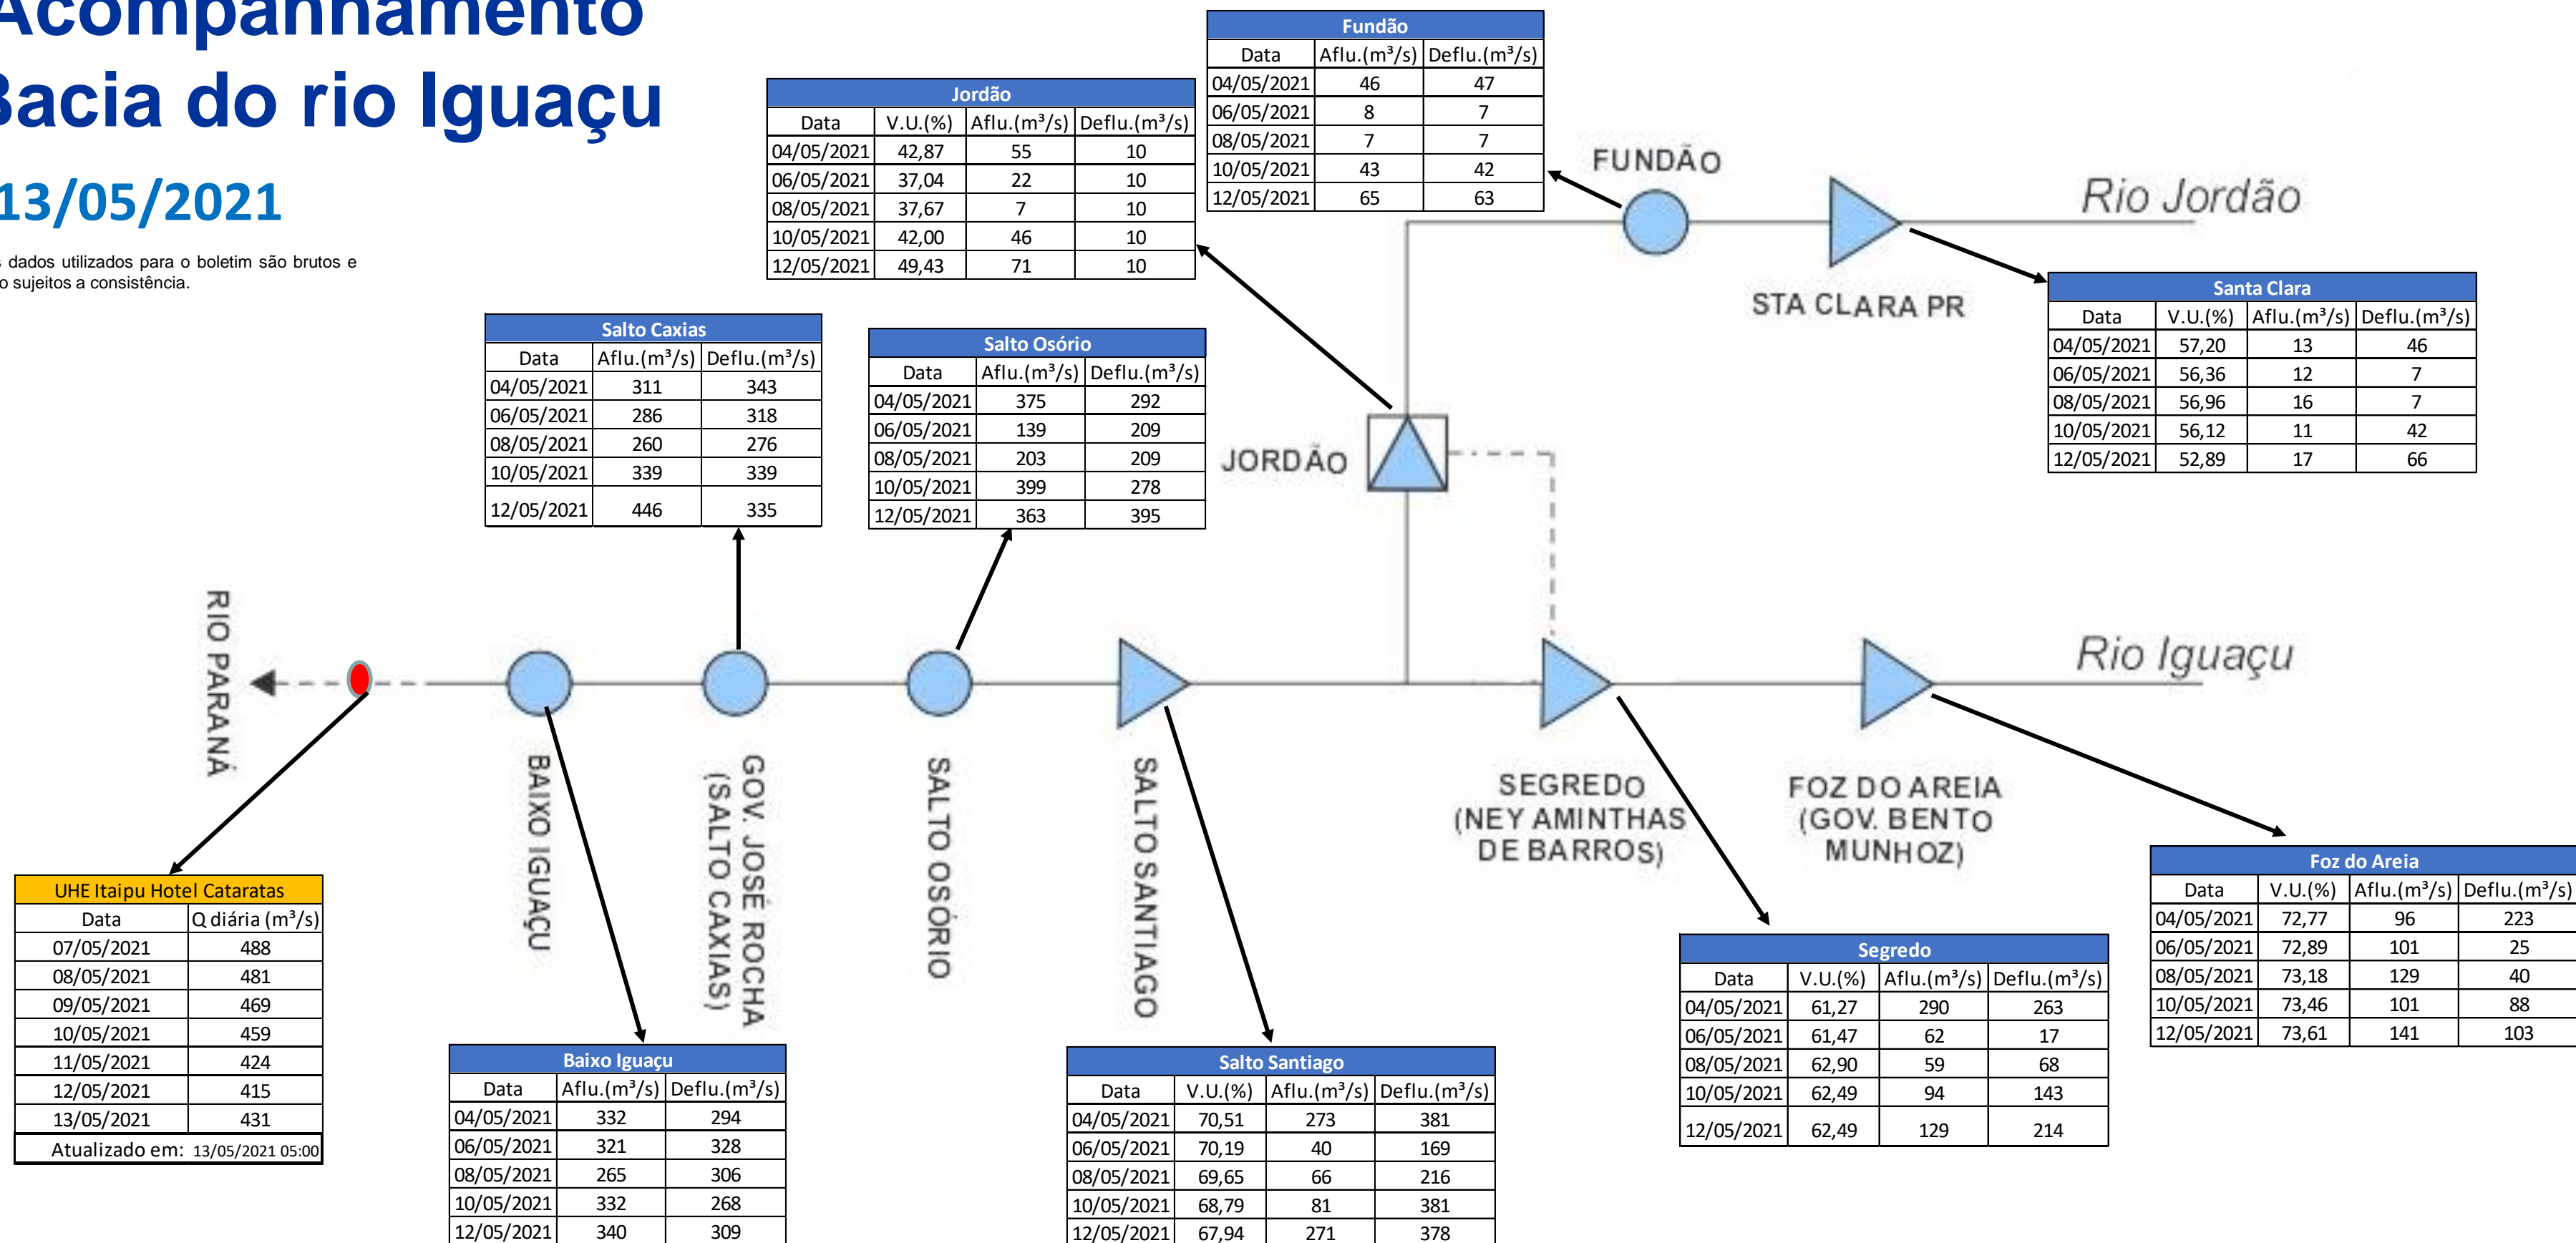 Acompanhamento
Bacia do rio Iguaçu
13/05/2021
s dados utilizados para o boletim são brutos e
o sujeitos a consistência.
Fundão
Data Aflu.(m³/s) Deflu.(m³/s)
04/05/2021 46 47
06/05/2021 8 7
08/05/2021 7 7
10/05/2021 43 42
12/05/2021 65 63
Jordão
Data V.U.(%) Aflu.(m³/s) Deflu.(m³/s)
04/05/2021 42,87 55 10
06/05/2021 37,04 22 10
08/05/2021 37,67 7 10
10/05/2021 42,00 46 10
12/05/2021 49,43 71 10
FUNDÃO
Rio Jordão
STA CLARA PR
Santa Clara
Data V.U.(%) Aflu.(m³/s) Deflu.(m³/s)
04/05/2021 57,20 13 46
06/05/2021 56,36 12 7
08/05/2021 56,96 16 7
10/05/2021 56,12 11 42
12/05/2021 52,89 17 66
Salto Caxias
Data Aflu.(m³/s) Deflu.(m³/s)
04/05/2021 311 343
06/05/2021 286 318
08/05/2021 260 276
10/05/2021 339 339
12/05/2021 446 335
Salto Osório
Data Aflu.(m³/s) Deflu.(m³/s)
04/05/2021 375 292
06/05/2021 139 209
08/05/2021 203 209
10/05/2021 399 278
12/05/2021 363 395
JORDÃO
RIO PARANÁ
Rio Iguaçu
BAIXO IGUAÇU
GOV. JOSÉ ROCHA
(SALTO CAXIAS)
SALTO OSÓRIO
SALTO SANTIAGO
SEGREDO
(NEY AMINTHAS
DE BARROS)
FOZ DO AREIA
(GOV. BENTO
MUNHOZ)
UHE Itaipu Hotel Cataratas
Data Q diária (m³/s)
07/05/2021 488
08/05/2021 481
09/05/2021 469
10/05/2021 459
11/05/2021 424
12/05/2021 415
13/05/2021 431
Atualizado em: 13/05/2021 05:00
Baixo Iguaçu
Data Aflu.(m³/s) Deflu.(m³/s)
04/05/2021 332 294
06/05/2021 321 328
08/05/2021 265 306
10/05/2021 332 268
12/05/2021 340 309
Salto Santiago
Data V.U.(%) Aflu.(m³/s) Deflu.(m³/s)
04/05/2021 70,51 273 381
06/05/2021 70,19 40 169
08/05/2021 69,65 66 216
10/05/2021 68,79 81 381
12/05/2021 67,94 271 378
Segredo
Data V.U.(%) Aflu.(m³/s) Deflu.(m³/s)
04/05/2021 61,27 290 263
06/05/2021 61,47 62 17
08/05/2021 62,90 59 68
10/05/2021 62,49 94 143
12/05/2021 62,49 129 214
Foz do Areia
Data V.U.(%) Aflu.(m³/s) Deflu.(m³/s)
04/05/2021 72,77 96 223
06/05/2021 72,89 101 25
08/05/2021 73,18 129 40
10/05/2021 73,46 101 88
12/05/2021 73,61 141 103